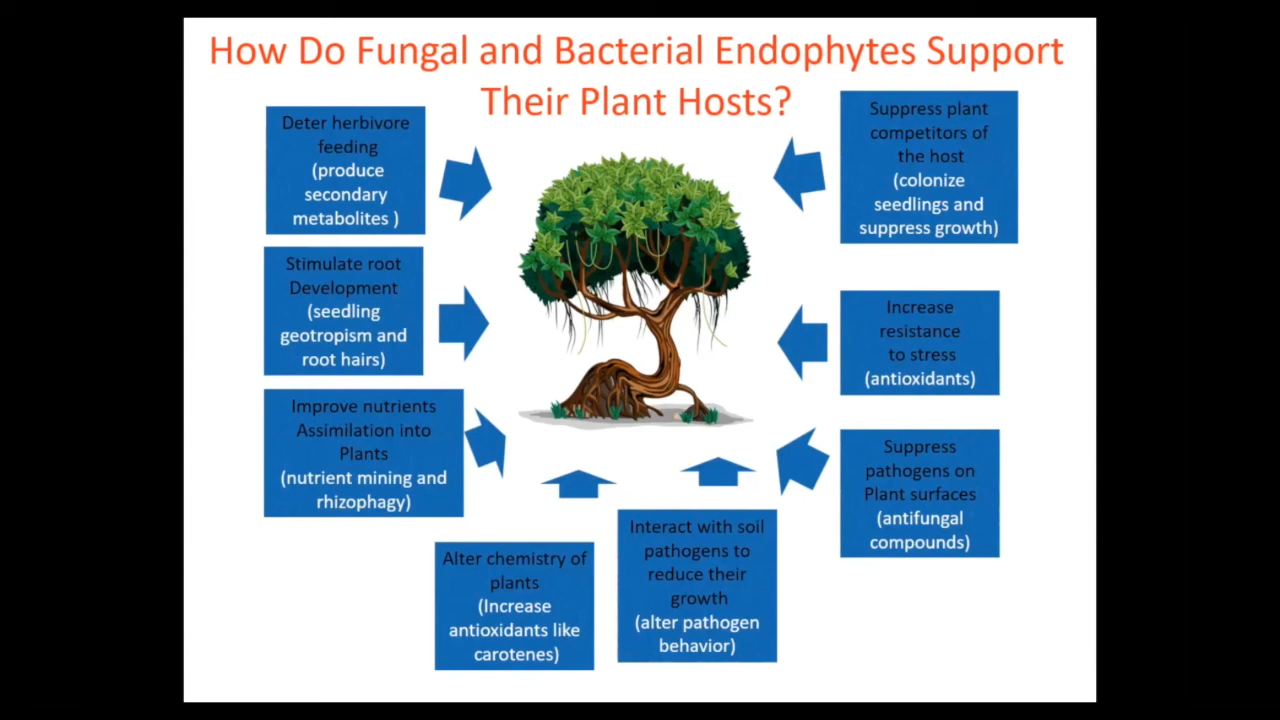 How Do Fungal and Bacterial Endophytes Support
Their Plant Hosts?
Deter herbivore
feeding
(produce
secondary
metabolites )
Stimulate root
Development
(seedling
geotropism and
root hairs)
Improve nutrients
Assimilation into
Plants
(nutrient mining and
rhizophagy)
Alter chemistry of
plants
(Increase
antioxidants like
carotenes)
Interact with soil
pathogens to
reduce their
growth
(alter pathogen
behavior)
Suppress plant
competitors of
the host
(colonize
seedlings and
suppress growth)
Increase
resistance
to stress
(antioxidants)
Suppress
pathogens on
Plant surfaces
(antifungal
compounds)